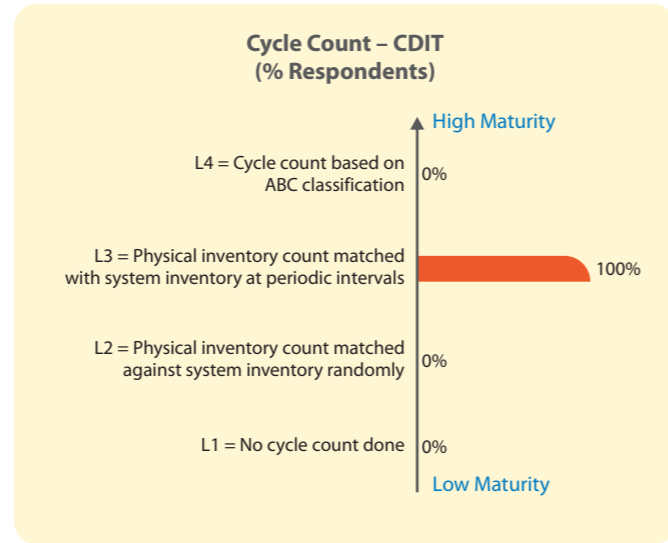 Cycle Count – CDIT
(% Respondents)
High Maturity
L4 = Cycle count based on
ABC classification
0%
L3 = Physical inventory count matched
with system inventory at periodic intervals
100%
L2 = Physical inventory count matched
against system inventory randomly
0%
L1 = No cycle count done
0%
Low Maturity